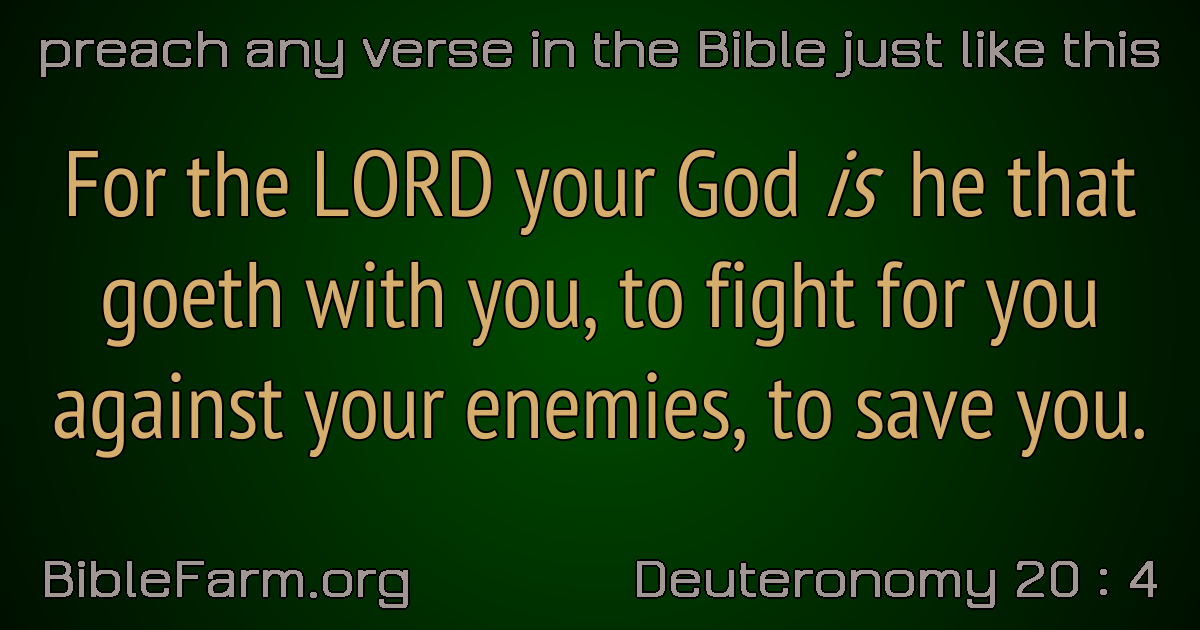 preach any verse in the Bible just like this
For the LORD your God is he that
goeth with you, to fight for you
against your enemies, to save you.
BibleFarm.org
Deuteronomy 20 : 4